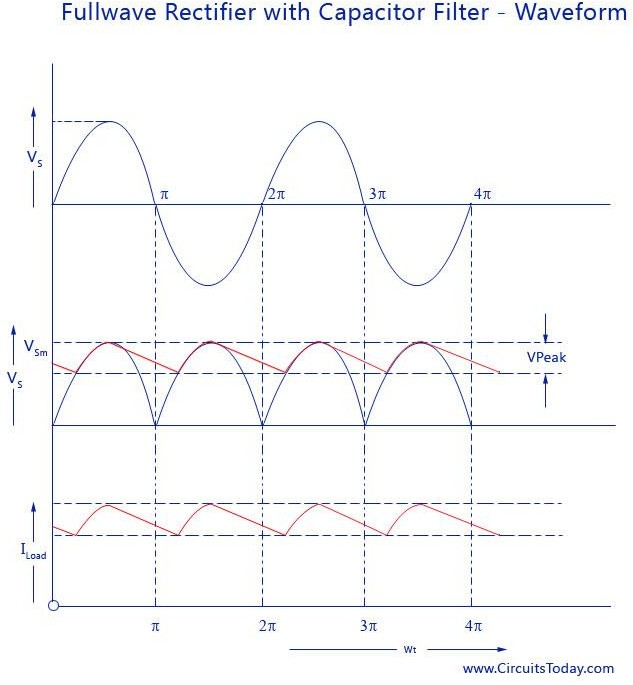 Fullwave Rectifier with Capacitor Filter - Waveform
Vs
π 2π 3π 4π
VSm
Vs
VPeak
ILoad
π 2π 3π 4π
Wt
www.CircuitsToday.com